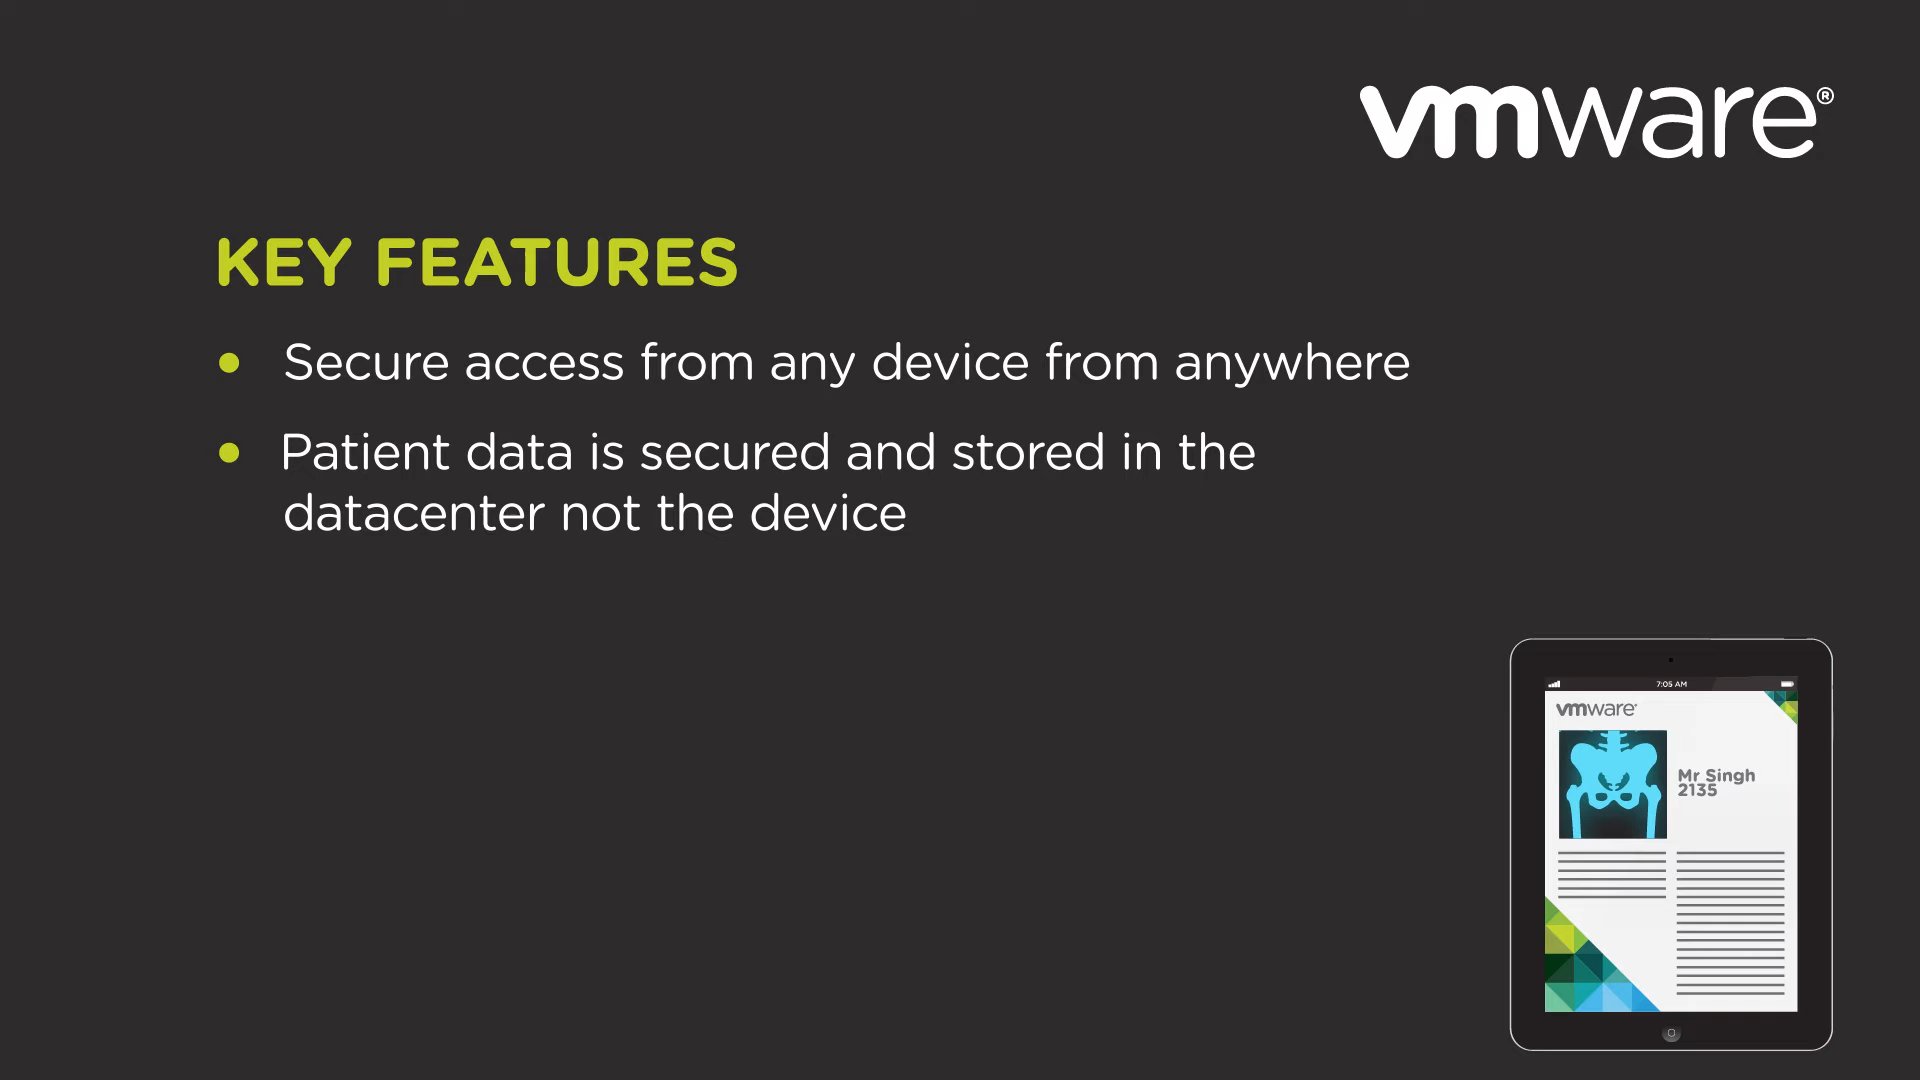 vmware®
KEY FEATURES
• Secure access from any device from anywhere
• Patient data is secured and stored in the
datacenter not the device
7:05 AM
vmware®
Mr Singh
2135